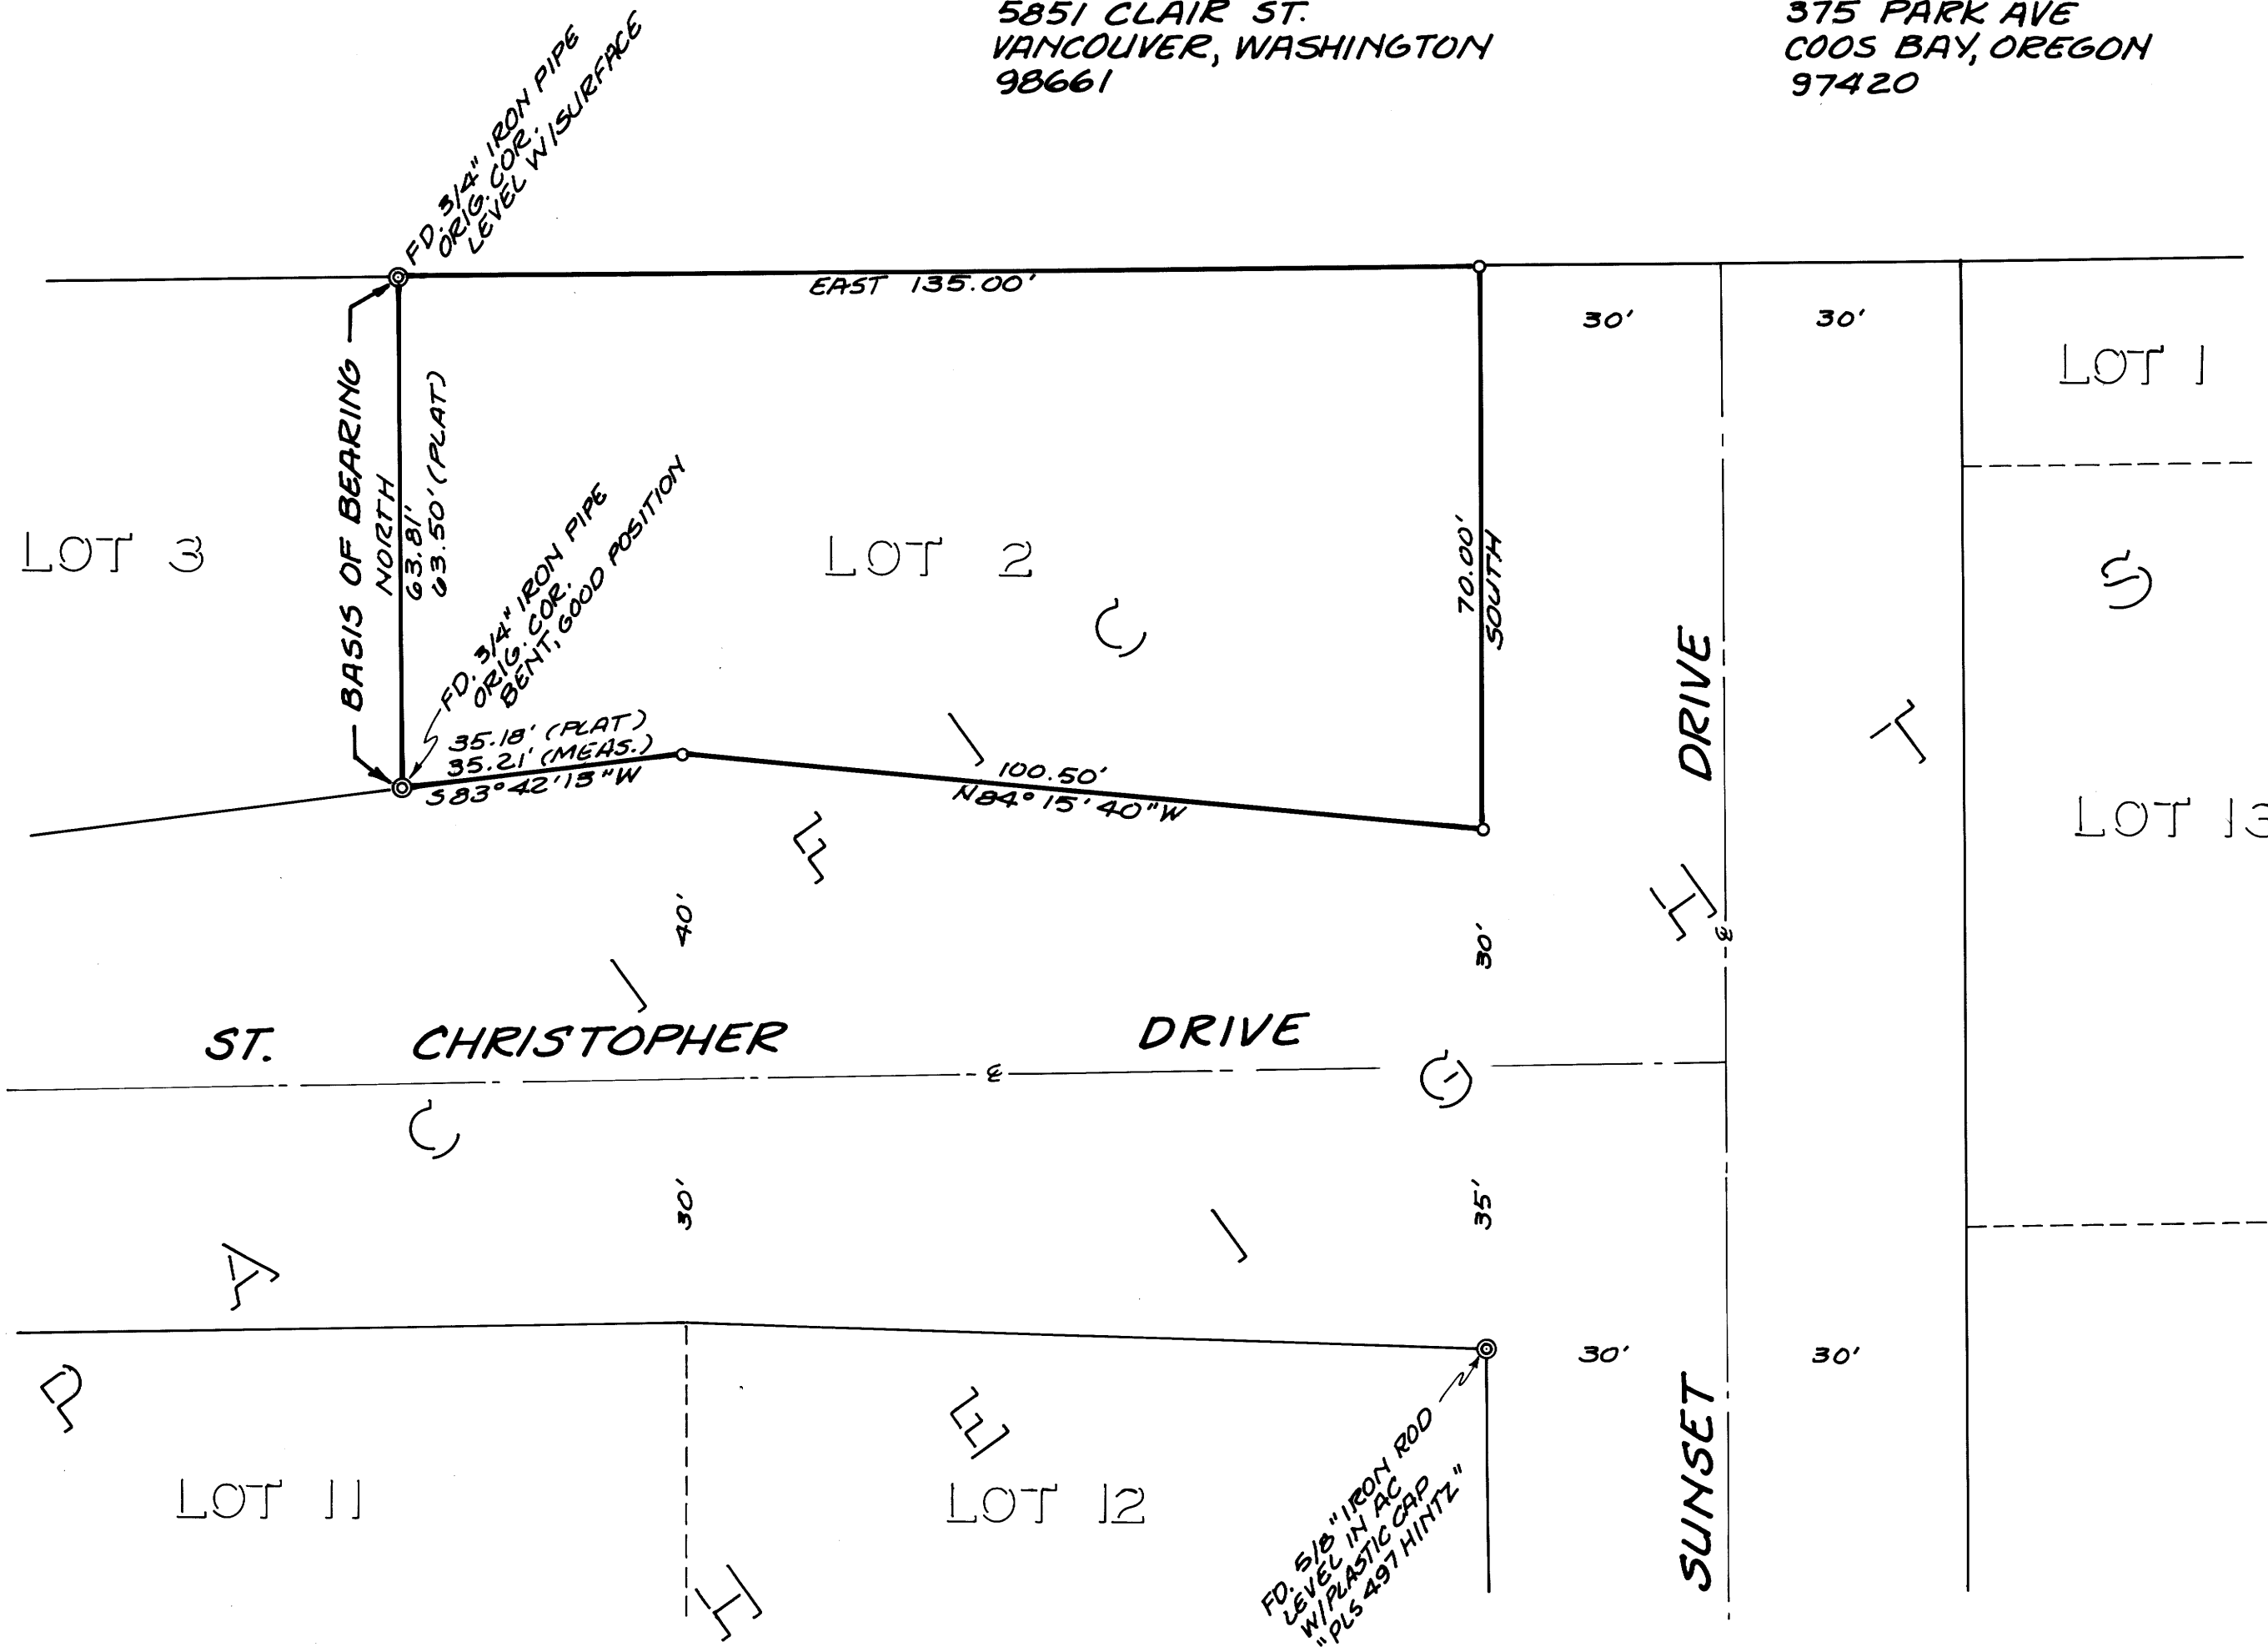 5851 CLAIR ST.
VANCOUVER, WASHINGTON
98661
375 PARK AVE
COOS BAY, OREGON
97420
FD. 3/4" IRON PIPE
ORIG. COR.
LEVEL W/SURFACE
EAST 135.00'
30'
30'
LOT 1
BASIS OF BEARING
NORTH
63.81'
63.50' (PLAT)
LOT 3
FD. 3/4" IRON PIPE
ORIG. COR.
BENT, GOOD POSITION
LOT 2
70.00'
SOUTH
35.18' (PLAT)
35.21' (MEAS.)
S83°42'13"W
100.50'
N84°15'40"W
LOT 13
40'
30'
ST. CHRISTOPHER DRIVE
30'
35'
30'
30'
SUNSET DRIVE
PACIFIC
HEIGHTS
LOT 11
LOT 12
FD. 5/8" IRON ROD
LEVEL IN AC
W/PLASTIC CAP
"PLS 497 HINTZ"